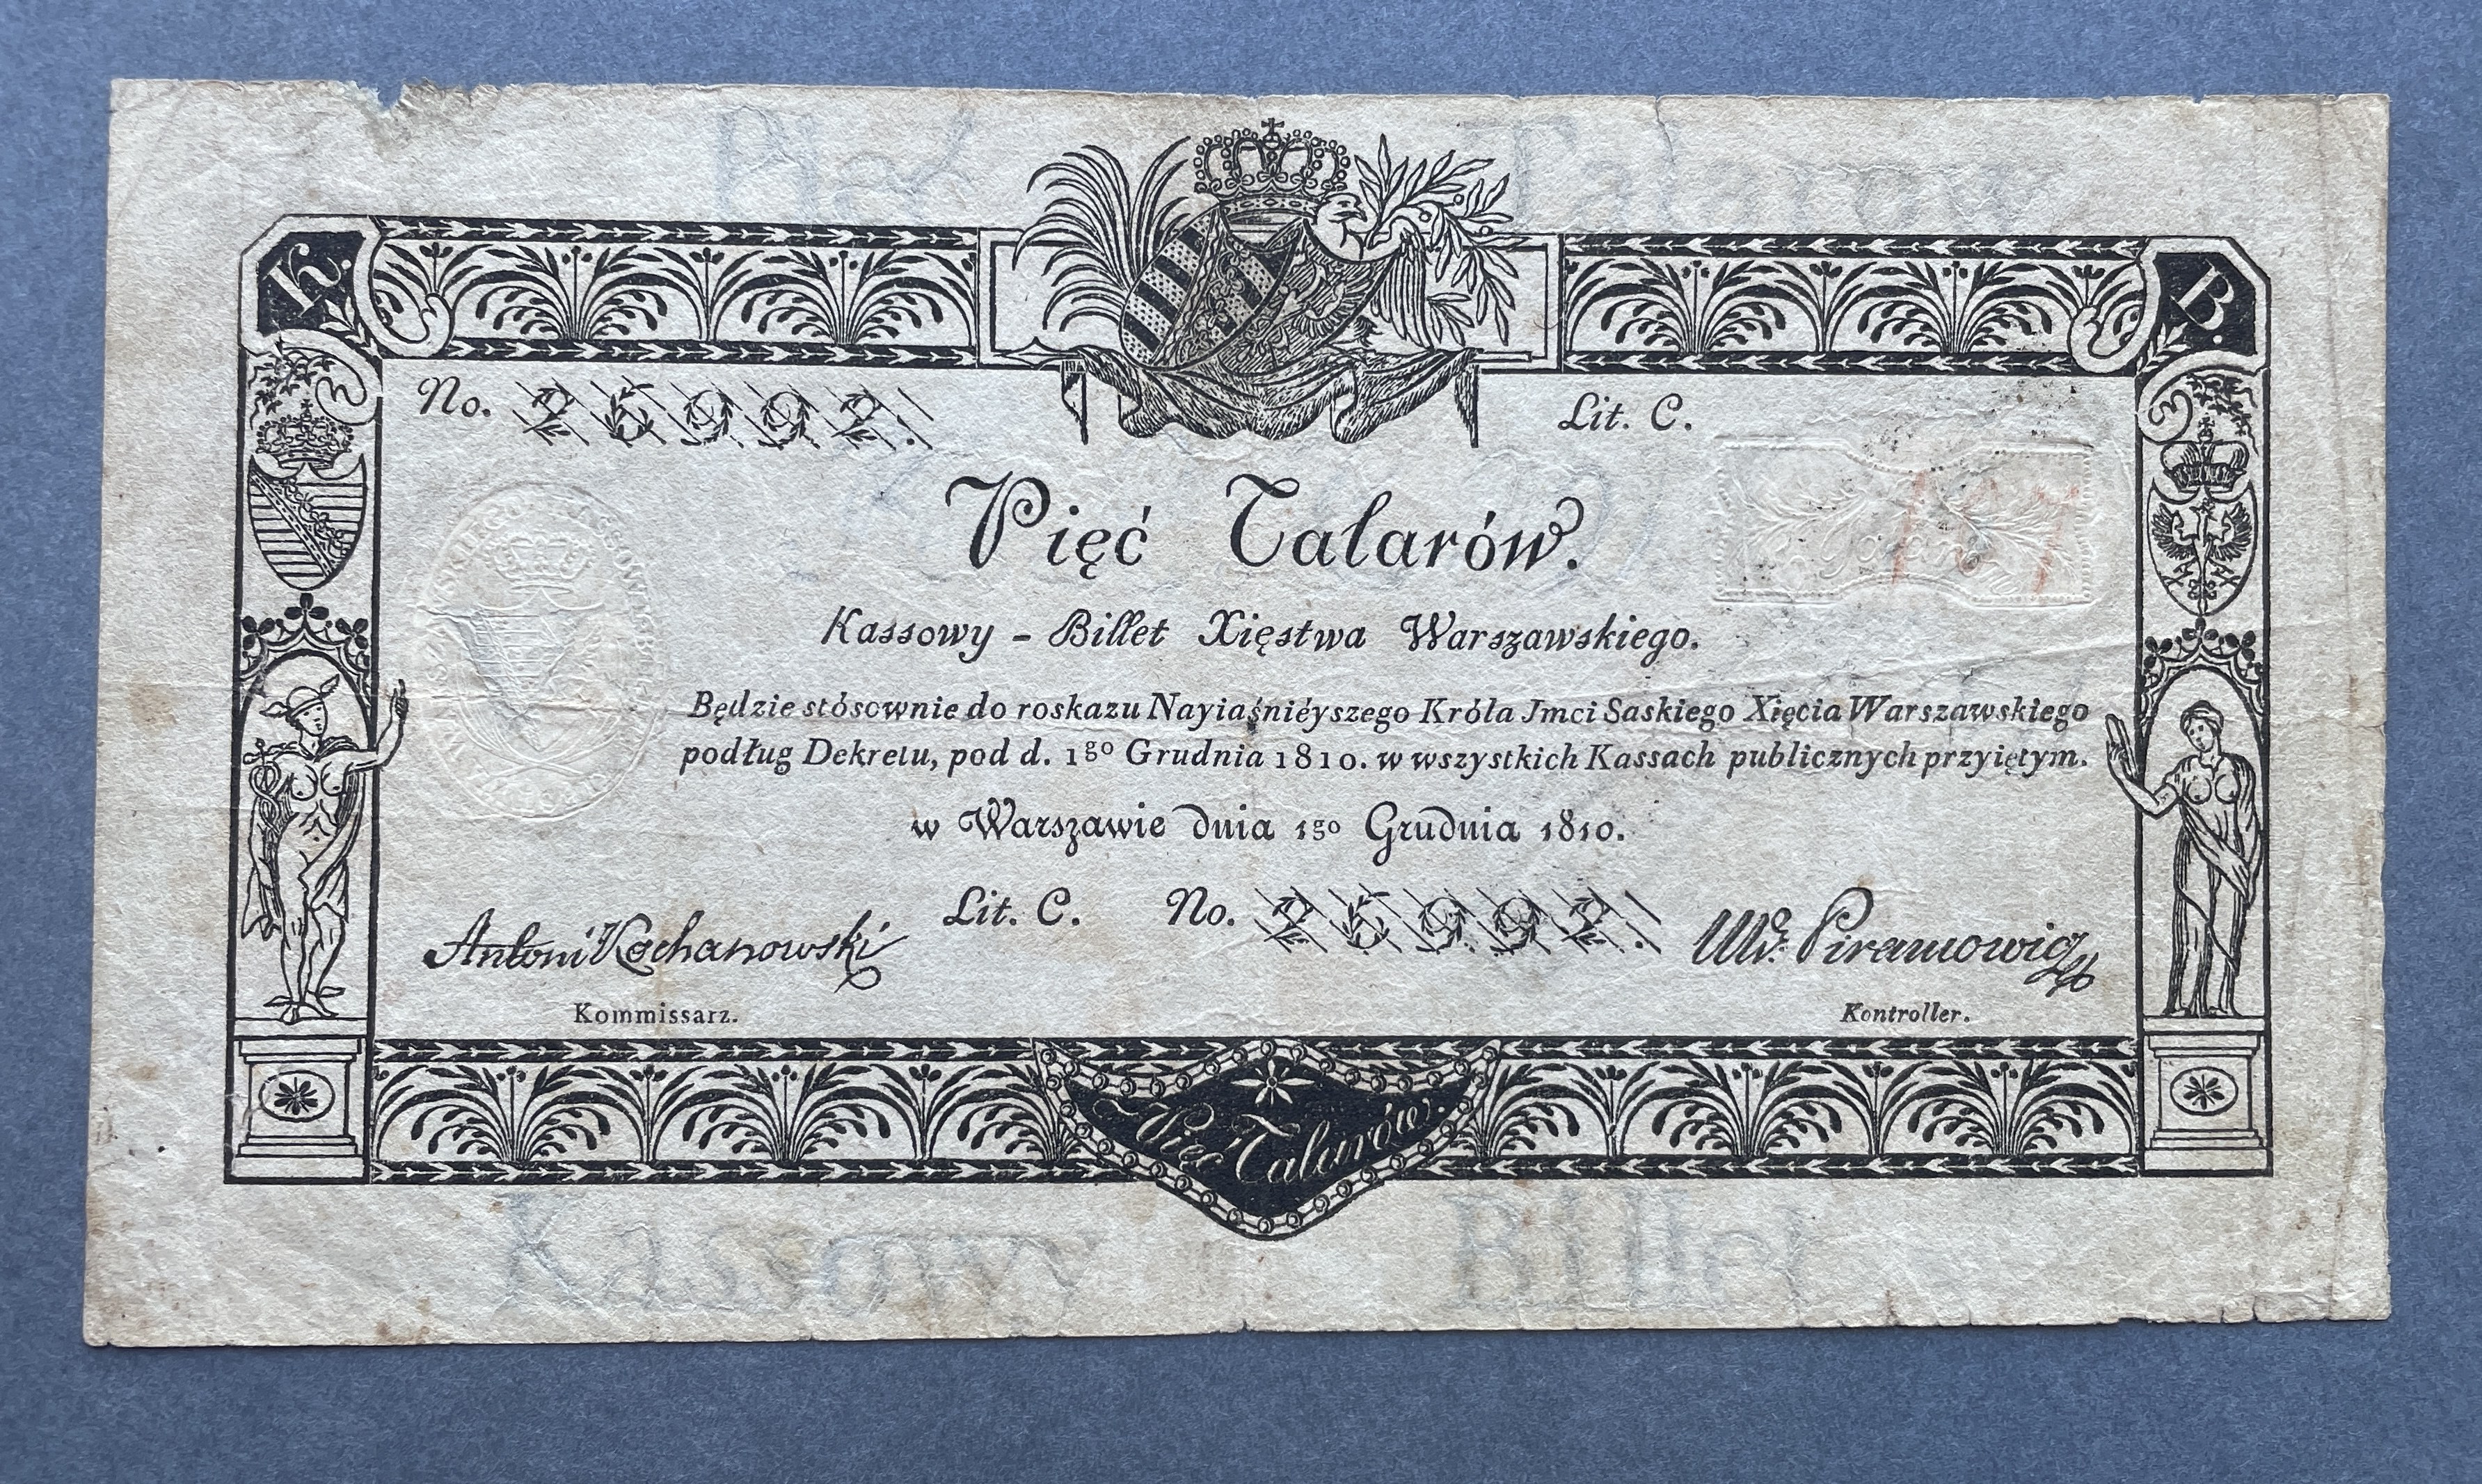 K. B.
No. 25992.
Lit. C.
Pięć Talarów.
Kassowy – Billet Xięstwa Warszawskiego.
Będzie stósownie do roskazu Nayiaśniéyszego Króla Jmci Saskiego Xięcia Warszawskiego
podług Dekretu, pod d. 1go Grudnia 1810. w wszystkich Kassach publicznych przyiętym.
w Warszawie dnia 1go Grudnia 1810.
Lit. C. No. 25992.
Antoni Kochanowski
Kommissarz.
Piramowicz
Kontroller.
Pięć Talarów.